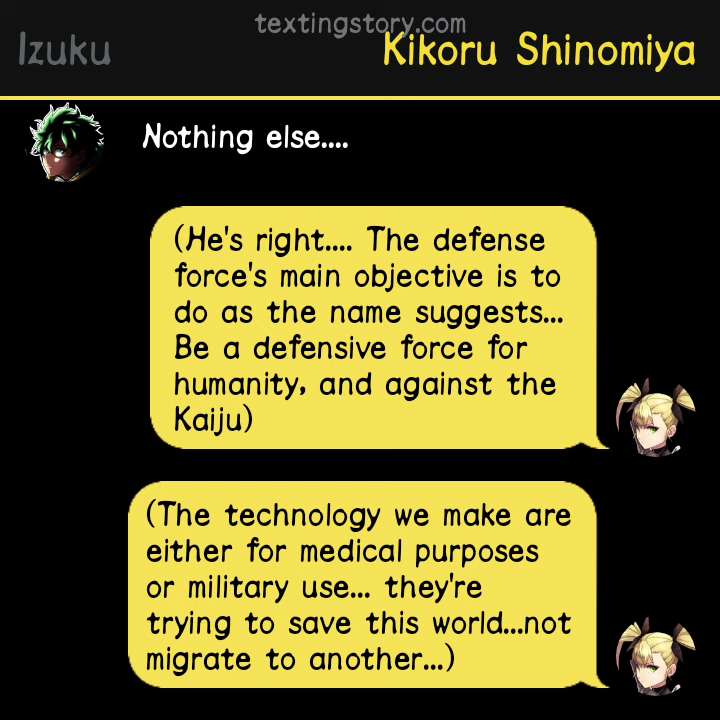 textingstory.com
Izuku
Kikoru Shinomiya
Nothing else....
(He's right.... The defense
force's main objective is to
do as the name suggests...
Be a defensive force for
humanity, and against the
Kaiju)
(The technology we make are
either for medical purposes
or military use... they're
trying to save this world...not
migrate to another...)